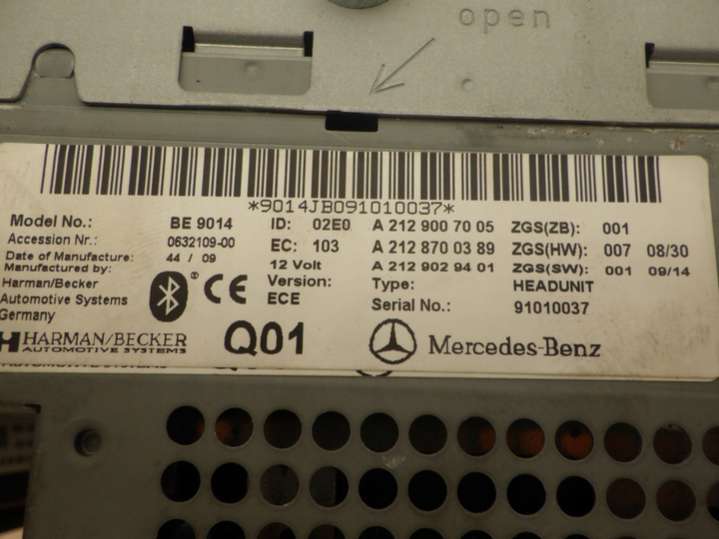 open
*9014JB091010037*
Model No.: BE 9014 ID: 02E0 A 212 900 70 05 ZGS(ZB): 001
Accession Nr.: 0632109-00 EC: 103 A 212 870 03 89 ZGS(HW): 007 08/30
Date of Manufacture: 44 / 09 12 Volt A 212 902 94 01 ZGS(SW): 001 09/14
Manufactured by: Version: Type: HEADUNIT
Harman/Becker ECE Serial No.: 91010037
Automotive Systems
Germany
CE
HARMAN/BECKER Q01 Mercedes-Benz
AUTOMOTIVE SYSTEMS